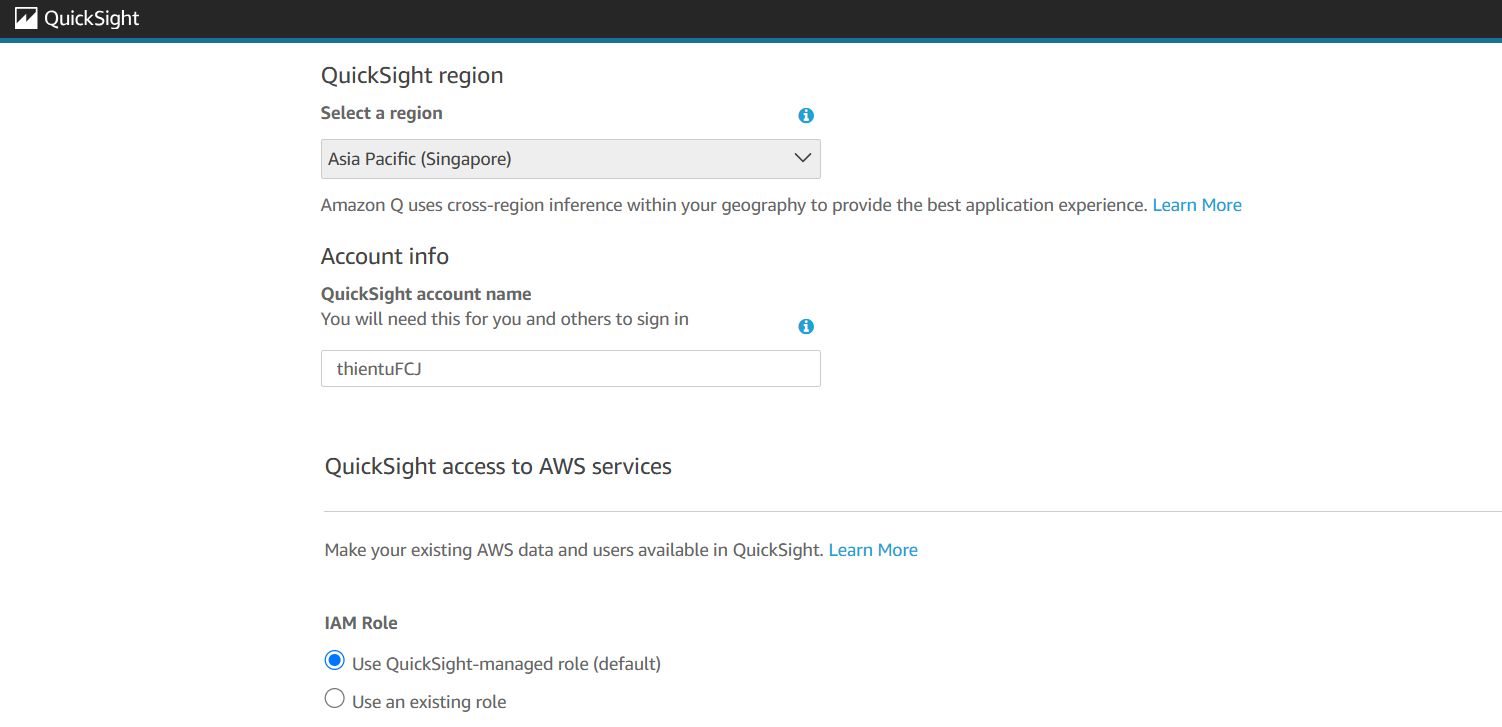 QuickSight
QuickSight region
Select a region
Asia Pacific (Singapore)
Amazon Q uses cross-region inference within your geography to provide the best application experience. Learn More
Account info
QuickSight account name
You will need this for you and others to sign in
thientuFCJ
QuickSight access to AWS services
Make your existing AWS data and users available in QuickSight. Learn More
IAM Role
Use QuickSight-managed role (default)
Use an existing role